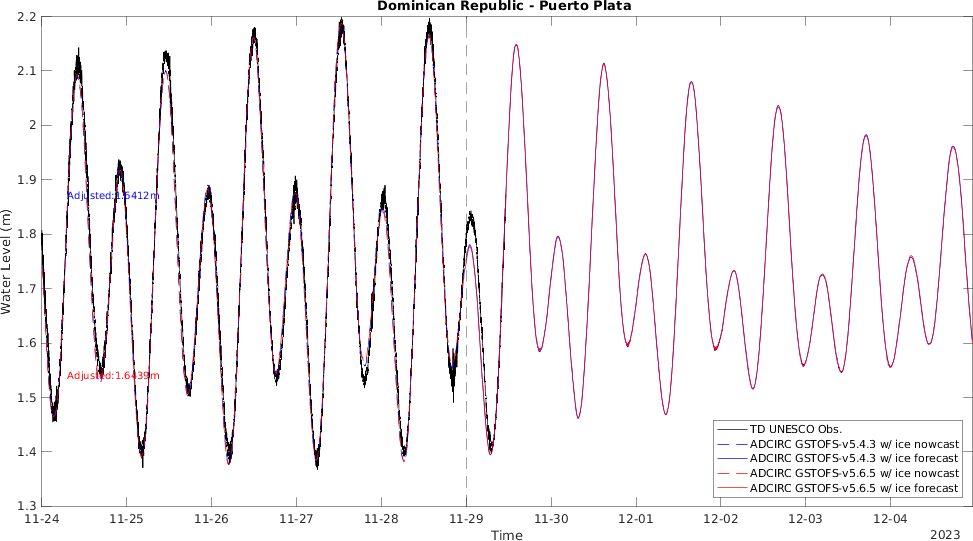 Dominican Republic - Puerto Plata
2.2
2.1
2
1.9
1.8
1.7
1.6
1.5
1.4
1.3
Water Level (m)
Adjusted:1.6412m
Adjusted:1.6439m
TD UNESCO Obs.
ADCIRC GSTOFS-v5.4.3 w/ ice nowcast
ADCIRC GSTOFS-v5.4.3 w/ ice forecast
ADCIRC GSTOFS-v5.6.5 w/ ice nowcast
ADCIRC GSTOFS-v5.6.5 w/ ice forecast
11-24 11-25 11-26 11-27 11-28 11-29 11-30 12-01 12-02 12-03 12-04
Time
2023